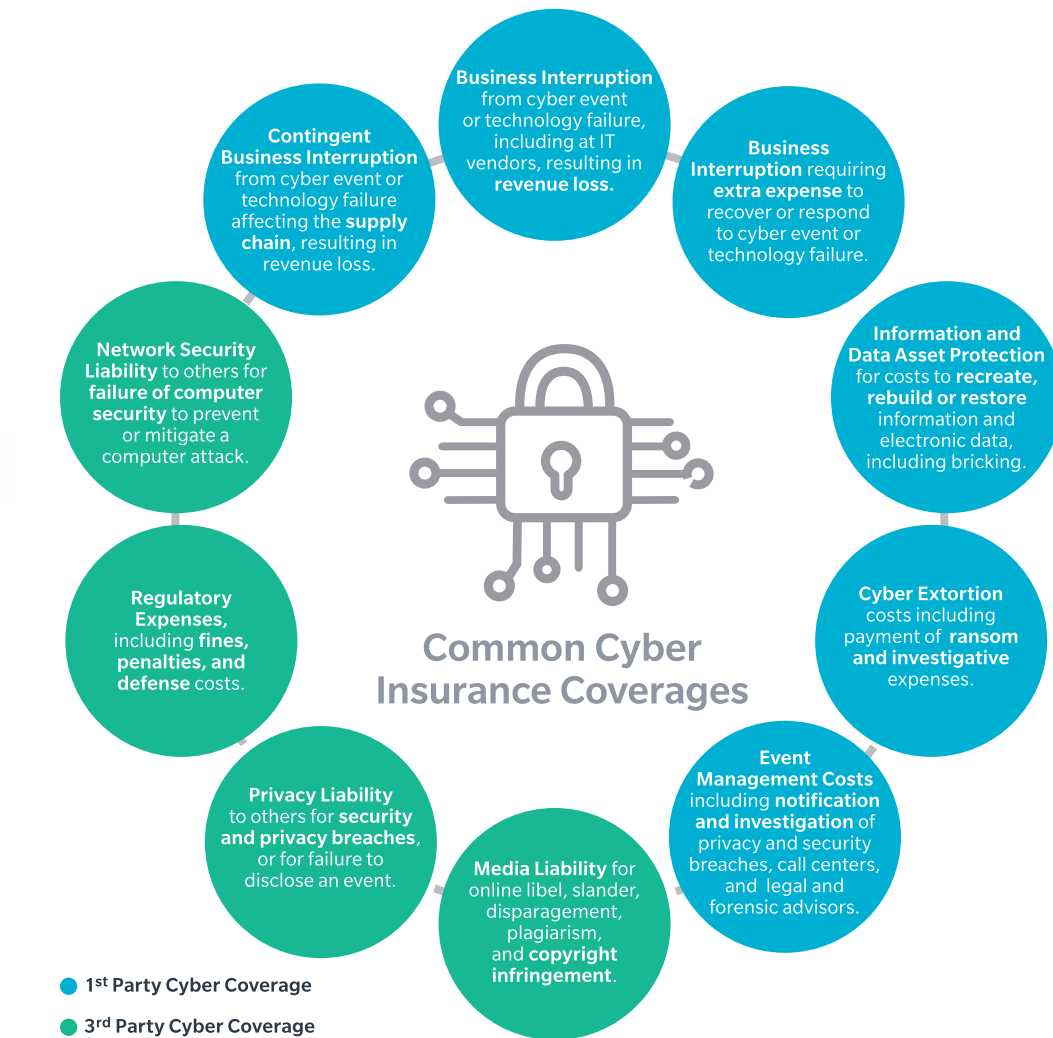 Business Interruption
from cyber event
or technology failure,
including at IT
vendors, resulting in
revenue loss.
Business
Interruption requiring
extra expense to
recover or respond
to cyber event or
technology failure.
Information and
Data Asset Protection
for costs to recreate,
rebuild or restore
information and
electronic data,
including bricking.
Cyber Extortion
costs including
payment of ransom
and investigative
expenses.
Event
Management Costs
including notification
and investigation of
privacy and security
breaches, call centers,
and legal and
forensic advisors.
Media Liability for
online libel, slander,
disparagement,
plagiarism,
and copyright
infringement.
Privacy Liability
to others for security
and privacy breaches,
or for failure to
disclose an event.
Regulatory
Expenses,
including fines,
penalties, and
defense costs.
Network Security
Liability to others for
failure of computer
security to prevent
or mitigate a
computer attack.
Contingent
Business Interruption
from cyber event or
technology failure
affecting the supply
chain, resulting in
revenue loss.
Common Cyber
Insurance Coverages
1st Party Cyber Coverage
3rd Party Cyber Coverage